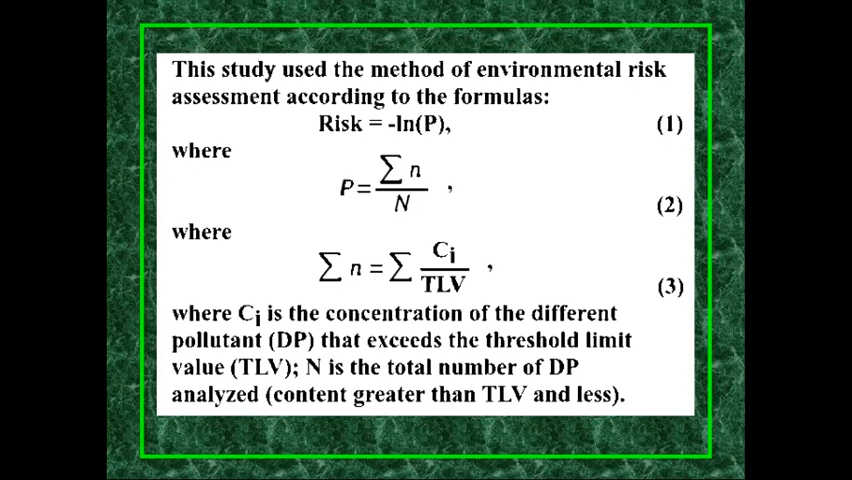 This study used the method of environmental risk
assessment according to the formulas:
Risk = -ln(P), (1)
where
P = ∑ n / N , (2)
where
∑ n = ∑ Ci / TLV , (3)
where Ci is the concentration of the different
pollutant (DP) that exceeds the threshold limit
value (TLV); N is the total number of DP
analyzed (content greater than TLV and less).